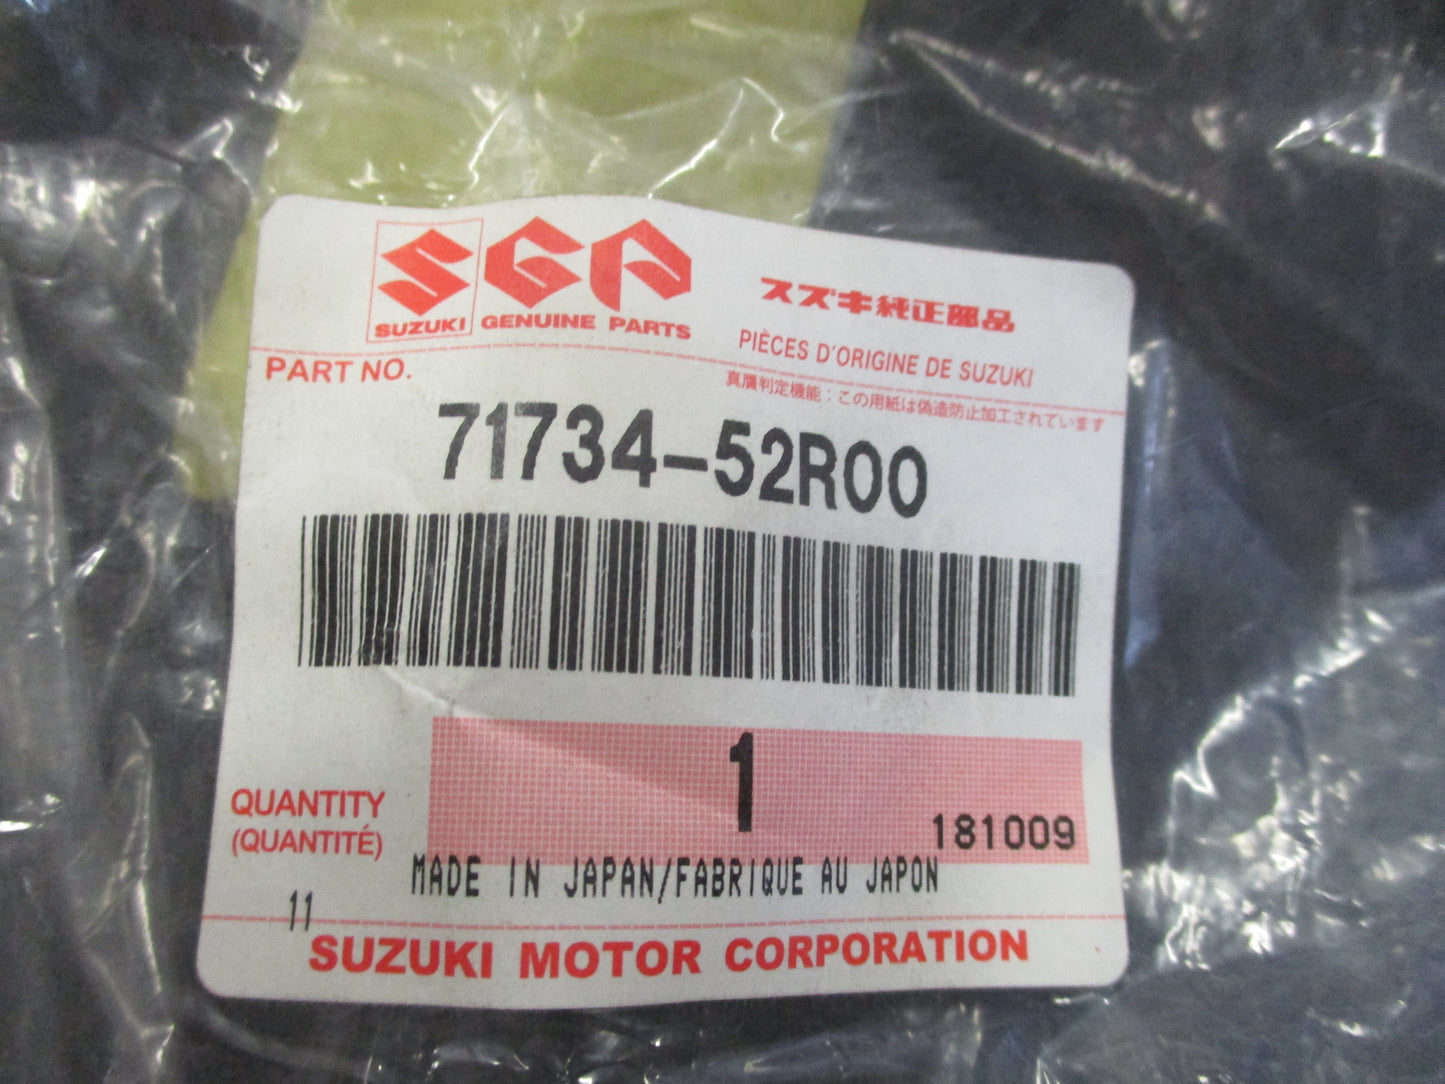 SGP
SUZUKI GENUINE PARTS
スズキ純正部品
PIÈCES D'ORIGINE DE SUZUKI
PART NO.
真贋判定機能：この用紙は偽造防止加工されています
71734-52R00
1
QUANTITY
(QUANTITÉ)
181009
MADE IN JAPAN/FABRIQUE AU JAPON
11
SUZUKI MOTOR CORPORATION